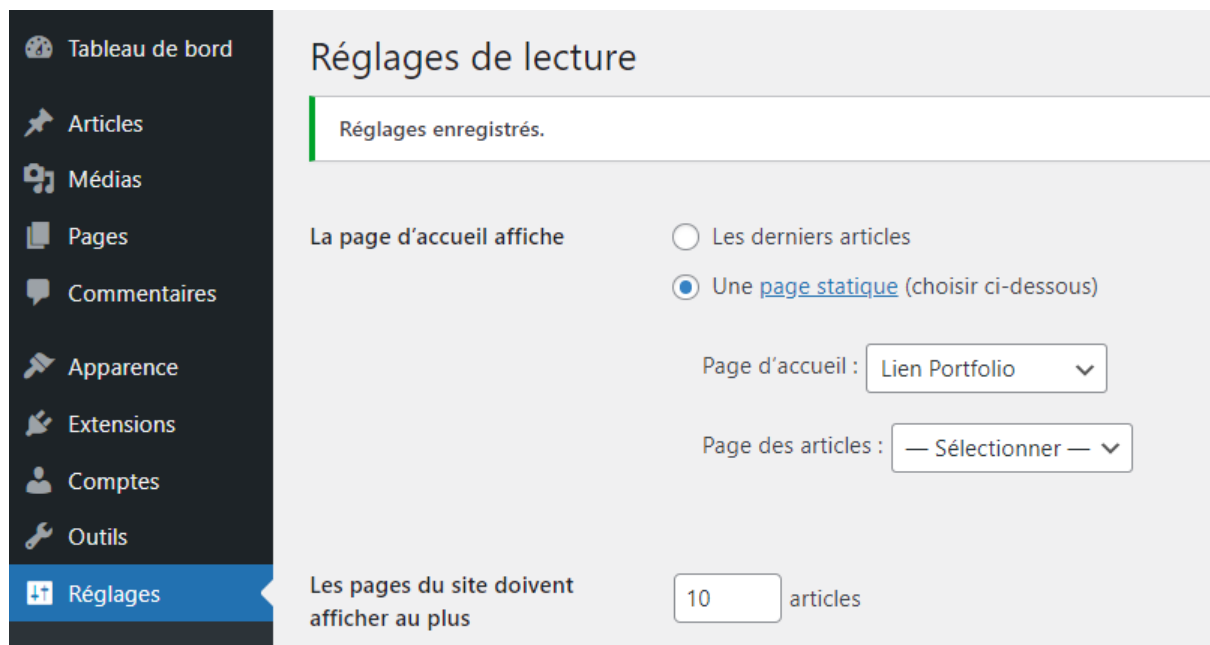 Tableau de bord
Articles
Médias
Pages
Commentaires
Apparence
Extensions
Comptes
Outils
Réglages
Réglages de lecture
Réglages enregistrés.
La page d’accueil affiche
Les derniers articles
Une page statique (choisir ci-dessous)
Page d’accueil : Lien Portfolio
Page des articles : — Sélectionner —
Les pages du site doivent
afficher au plus
10 articles